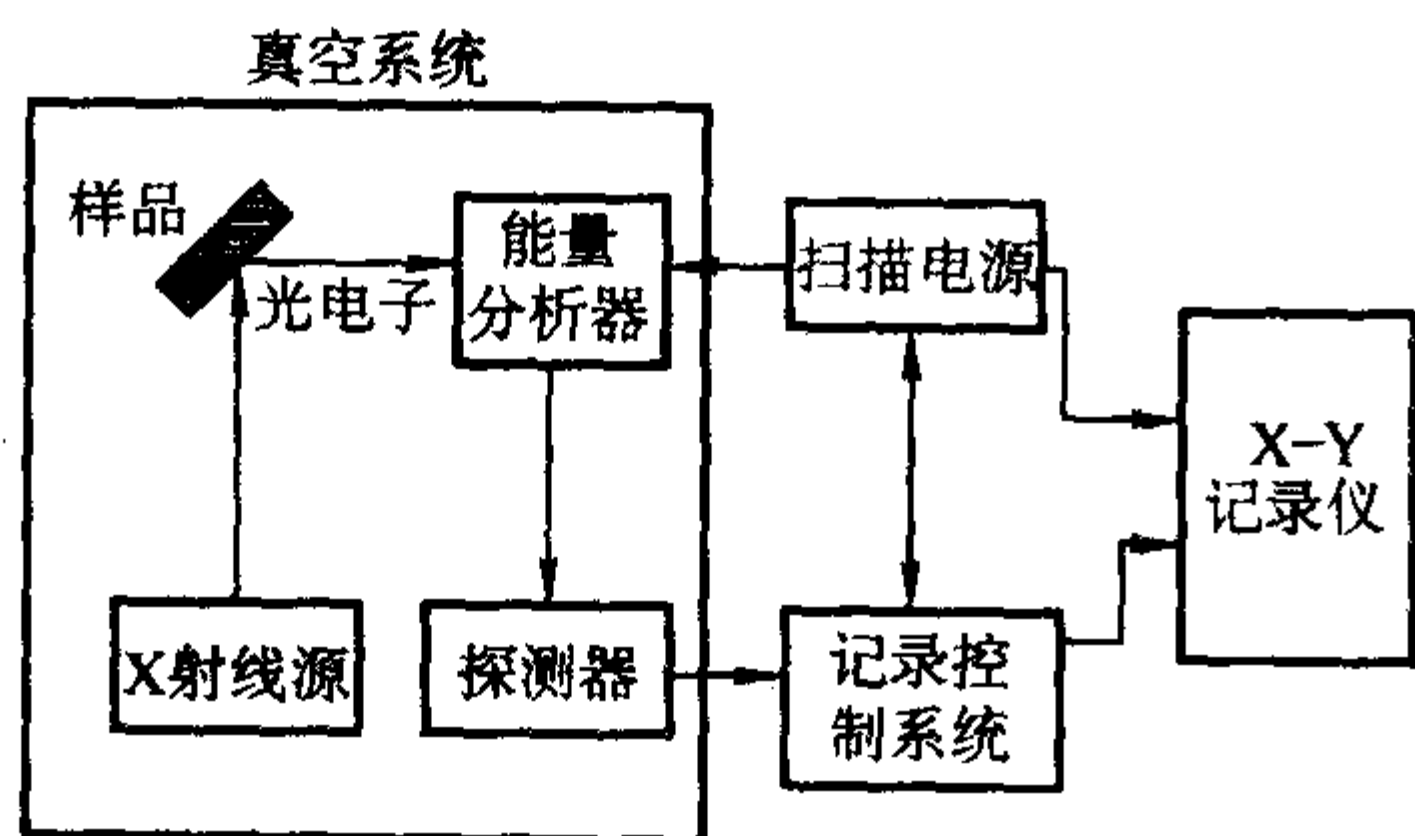 真空系统
样品
光电子
能量
分析器
扫描电源
X-Y
记录仪
X射线源
探测器
记录控
制系统